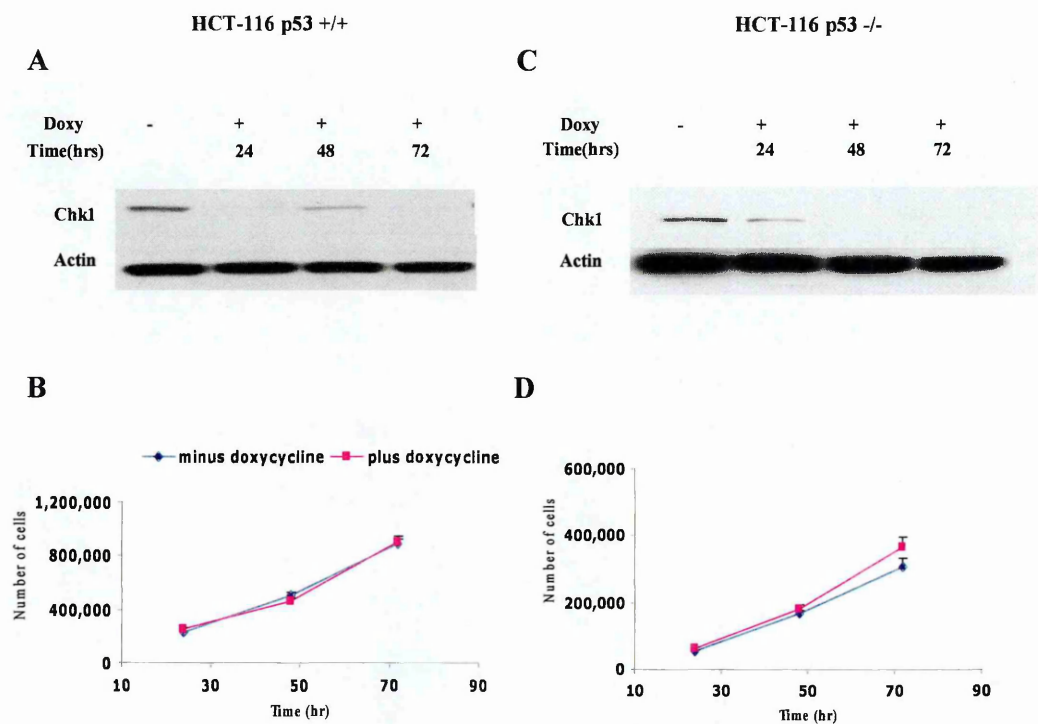 HCT-116 p53 +/+
HCT-116 p53 -/-
A
Doxy - + + +
Time(hrs) 24 48 72
Chk1
Actin
C
Doxy - + + +
Time(hrs) 24 48 72
Chk1
Actin
B
minus doxycycline plus doxycycline
Number of cells
1,200,000
800,000
400,000
0
10 30 50 70 90
Time (hr)
D
Number of cells
600,000
400,000
200,000
0
10 30 50 70 90
Time (hr)